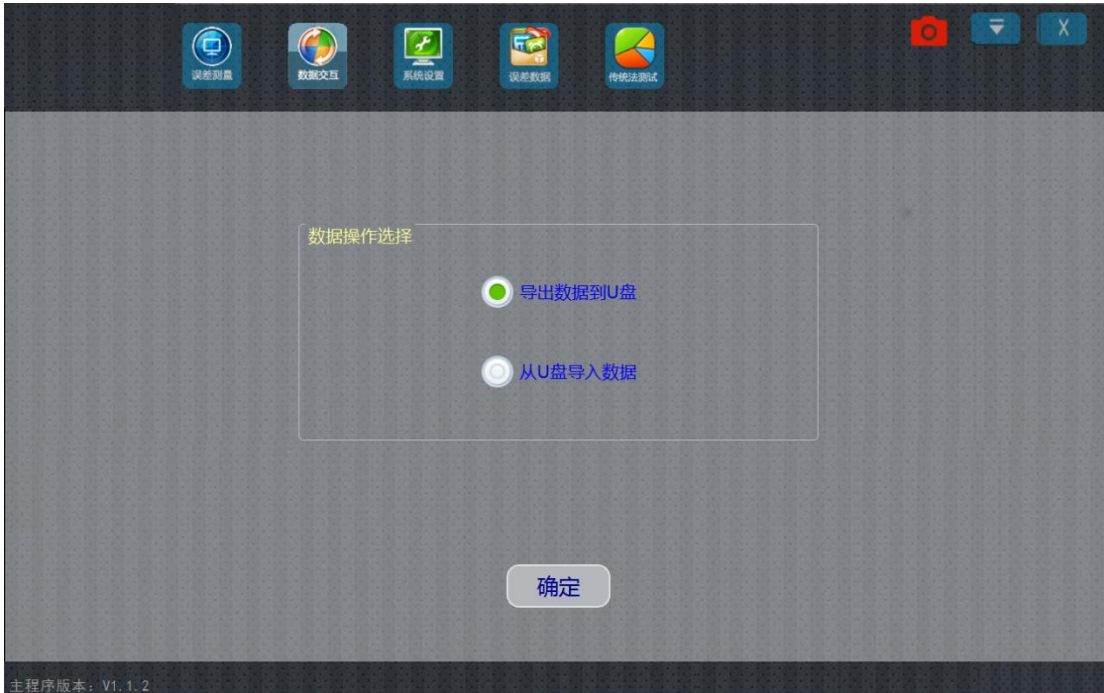 误差测量
数据交互
系统设置
误差数据
传统法测试
X
数据操作选择
导出数据到U盘
从U盘导入数据
确定
主程序版本：V1.1.2